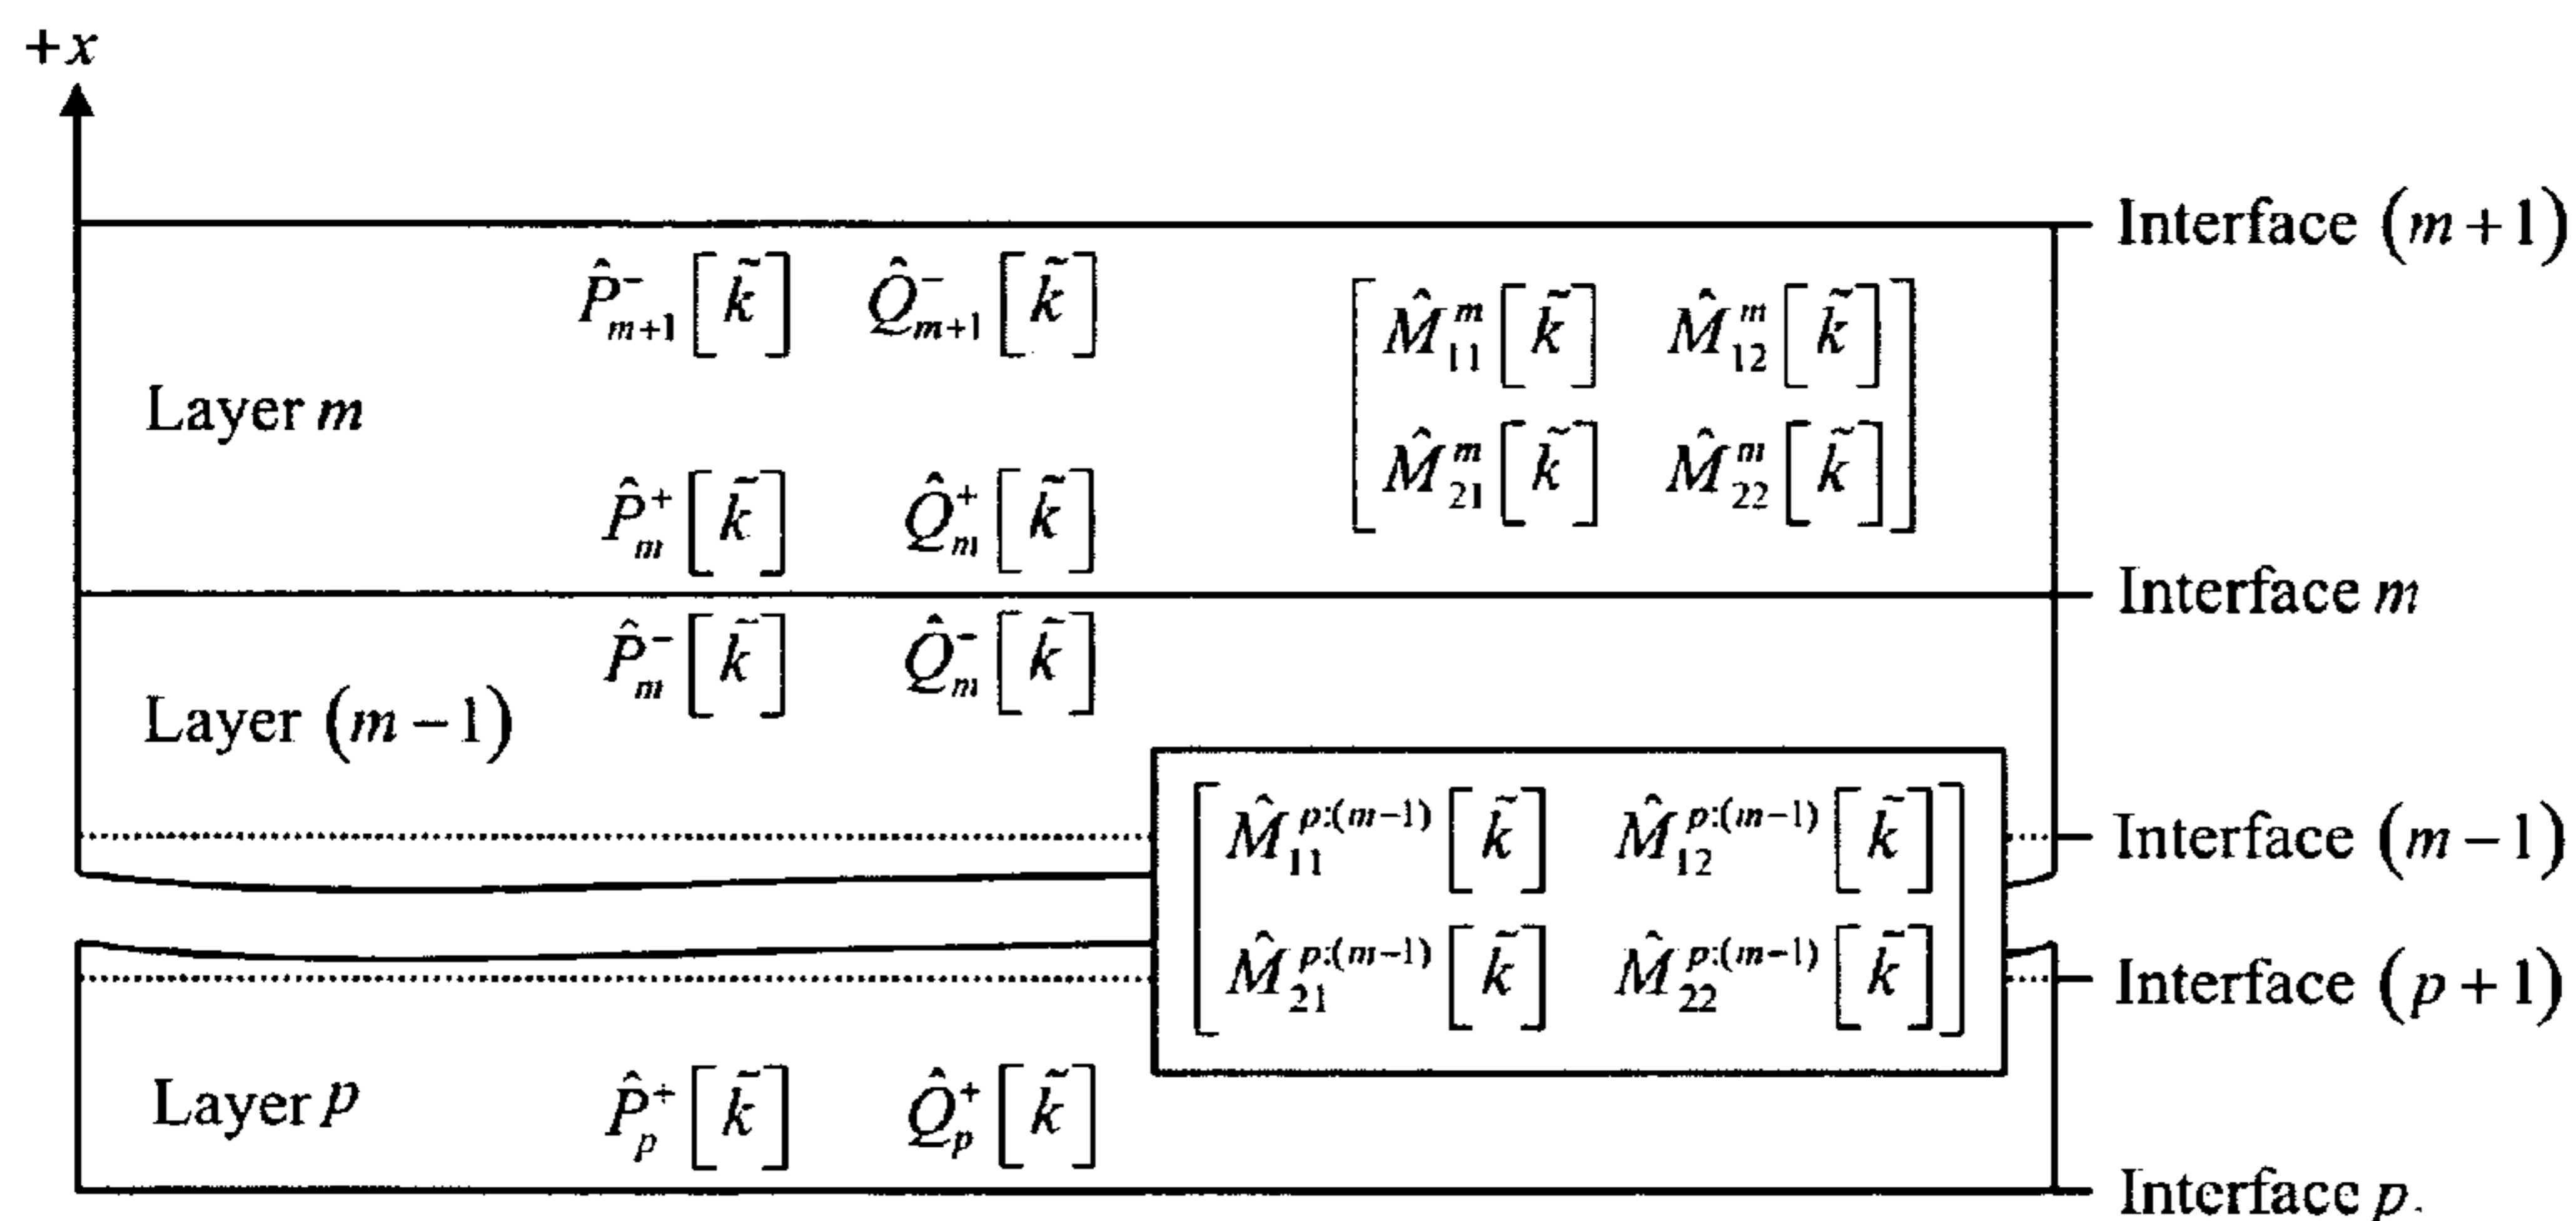 +x
Interface (m+1)
P̂⁻ₘ₊₁[k̃] Q̂⁻ₘ₊₁[k̃]
[M̂ᵐ₁₁[k̃] M̂ᵐ₁₂[k̃]
M̂ᵐ₂₁[k̃] M̂ᵐ₂₂[k̃]]
Layer m
P̂⁺ₘ[k̃] Q̂⁺ₘ[k̃]
Interface m
P̂⁻ₘ[k̃] Q̂⁻ₘ[k̃]
Layer (m−1)
[M̂₁₁^{p:(m−1)}[k̃] M̂₁₂^{p:(m−1)}[k̃]
M̂₂₁^{p:(m−1)}[k̃] M̂₂₂^{p:(m−1)}[k̃]]
Interface (m−1)
Interface (p+1)
Layer p
P̂⁺ₚ[k̃] Q̂⁺ₚ[k̃]
Interface p.